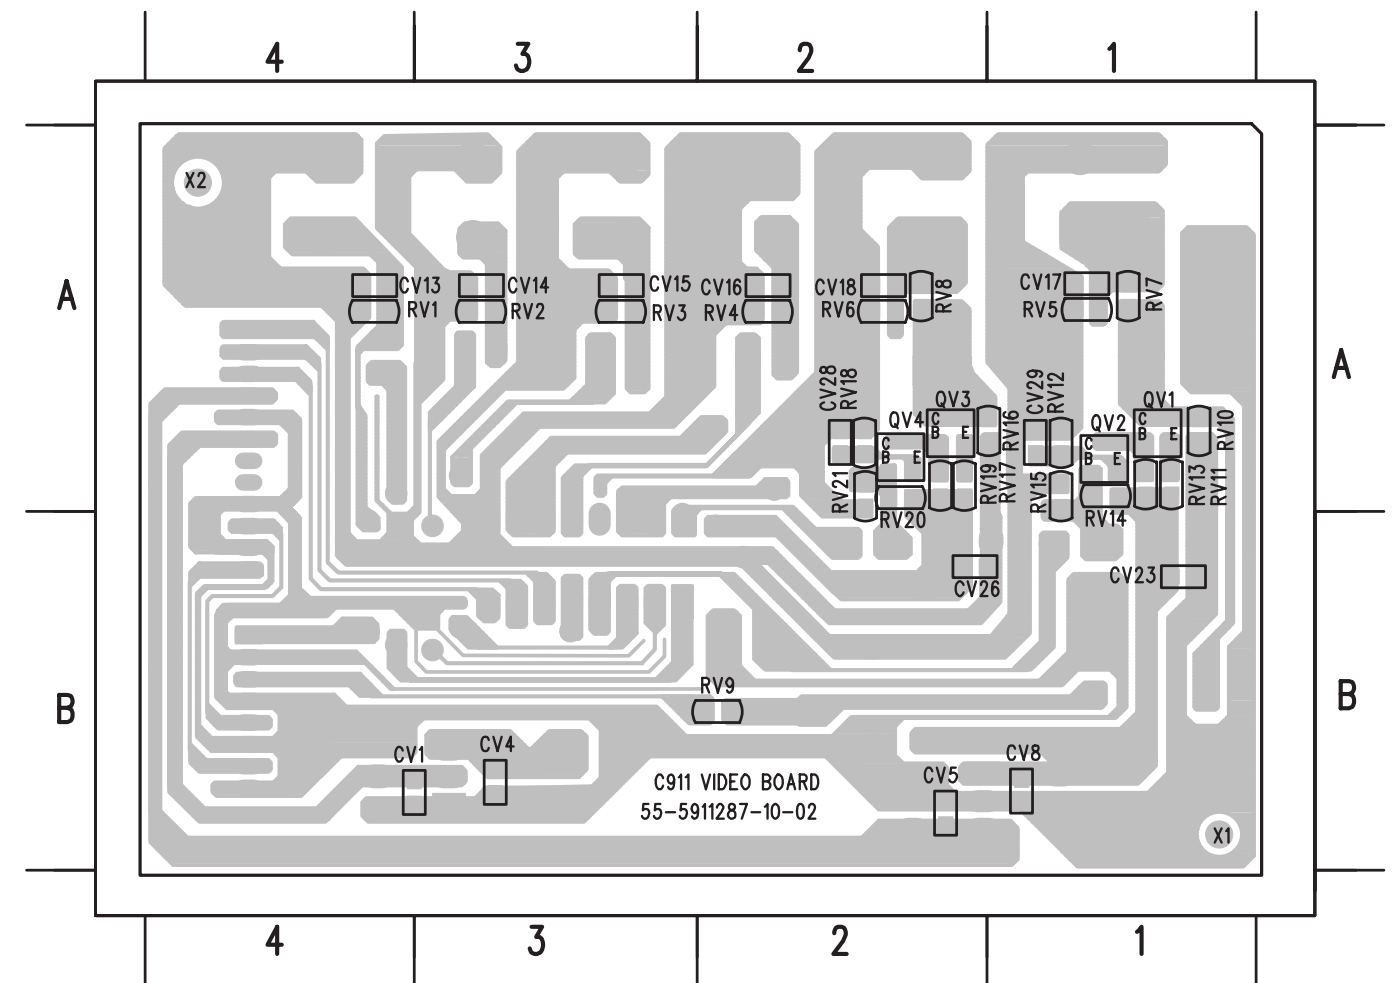 4 3 2 1
X2
A
CV13 CV14 CV15 CV16 CV18 RV8 CV17 RV7
RV1 RV2 RV3 RV4 RV6 RV5
A
CV28 RV18 QV3 CV29 RV12 QV1
QV4 RV16 QV2 RV10
C
B E
C
B E
C
B E
C
B E
RV21 RV19 RV17 RV15 RV13 RV11
RV20 RV14
CV26 CV23
RV9
B B
CV1 CV4 CV5 CV8
C911 VIDEO BOARD
55-5911287-10-02
X1
4 3 2 1